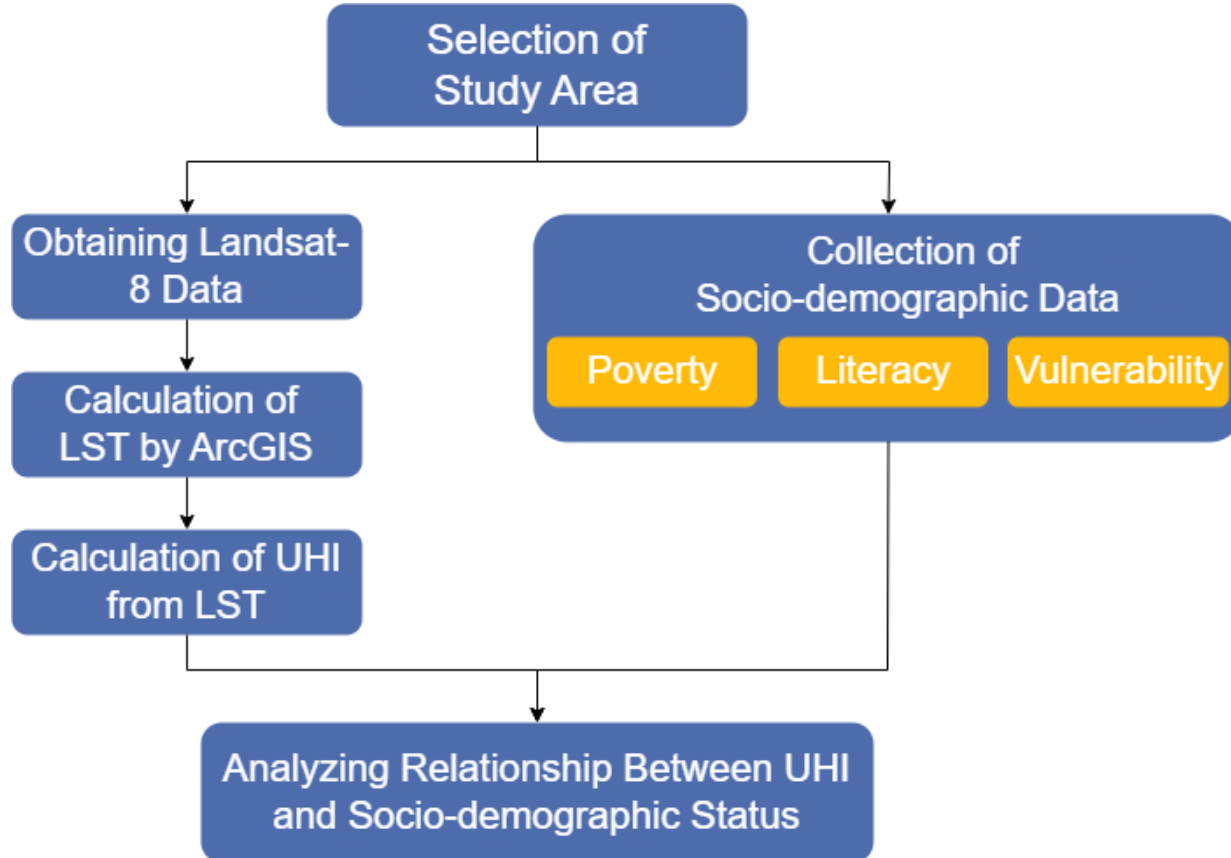 Selection of
Study Area
Obtaining Landsat-
8 Data
Calculation of
LST by ArcGIS
Calculation of UHI
from LST
Collection of
Socio-demographic Data
Poverty
Literacy
Vulnerability
Analyzing Relationship Between UHI
and Socio-demographic Status